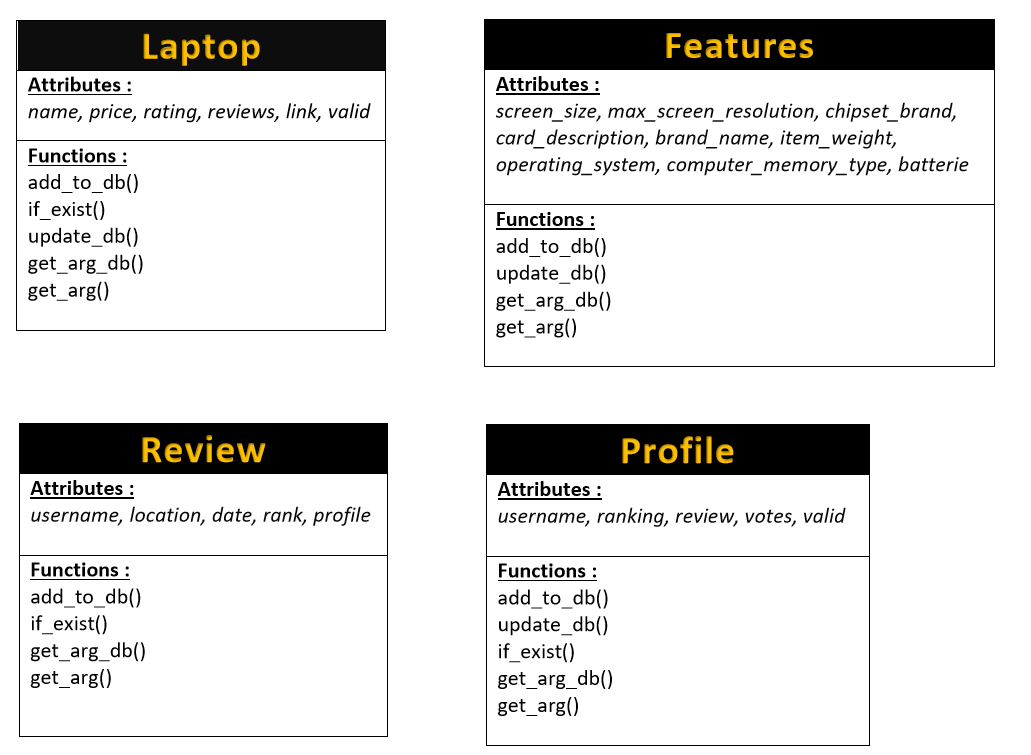 Laptop
Attributes :
name, price, rating, reviews, link, valid
Functions :
add_to_db()
if_exist()
update_db()
get_arg_db()
get_arg()
Features
Attributes :
screen_size, max_screen_resolution, chipset_brand,
card_description, brand_name, item_weight,
operating_system, computer_memory_type, batterie
Functions :
add_to_db()
update_db()
get_arg_db()
get_arg()
Review
Attributes :
username, location, date, rank, profile
Functions :
add_to_db()
if_exist()
get_arg_db()
get_arg()
Profile
Attributes :
username, ranking, review, votes, valid
Functions :
add_to_db()
update_db()
if_exist()
get_arg_db()
get_arg()